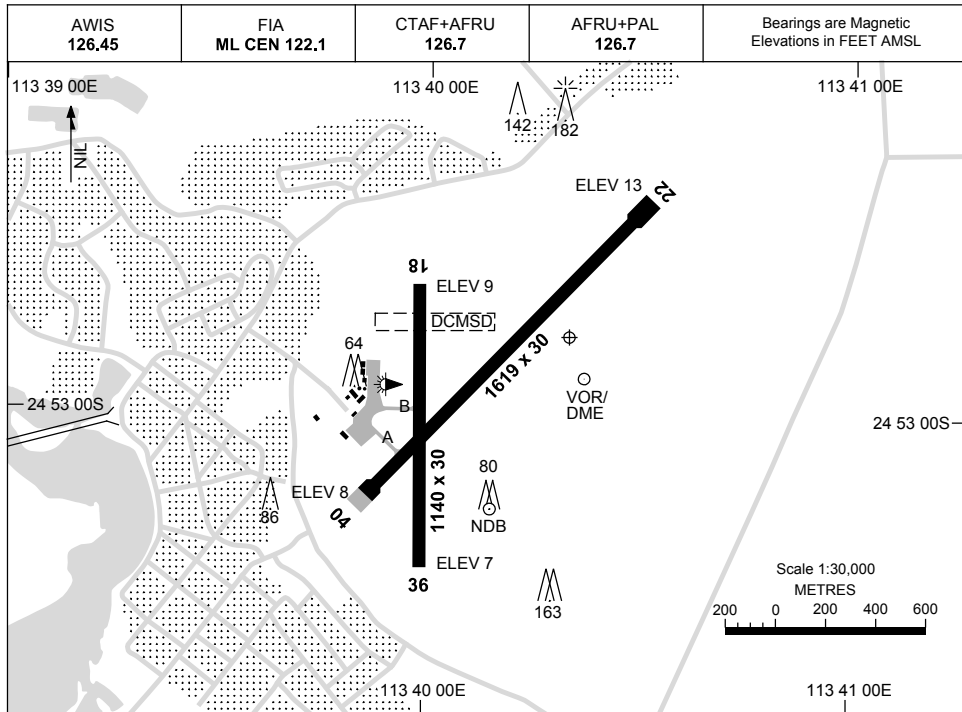 AWIS
126.45
FIA
ML CEN 122.1
CTAF+AFRU
126.7
AFRU+PAL
126.7
Bearings are Magnetic
Elevations in FEET AMSL
113 39 00E
113 40 00E
113 41 00E
142
182
NIL
ELEV 13
22
18
ELEV 9
DCMSD
64
1619 x 30
VOR/
DME
24 53 00S
B
24 53 00S
A
80
1140 x 30
ELEV 8
86
04
NDB
ELEV 7
36
163
Scale 1:30,000
METRES
200 0 200 400 600
113 40 00E
113 41 00E